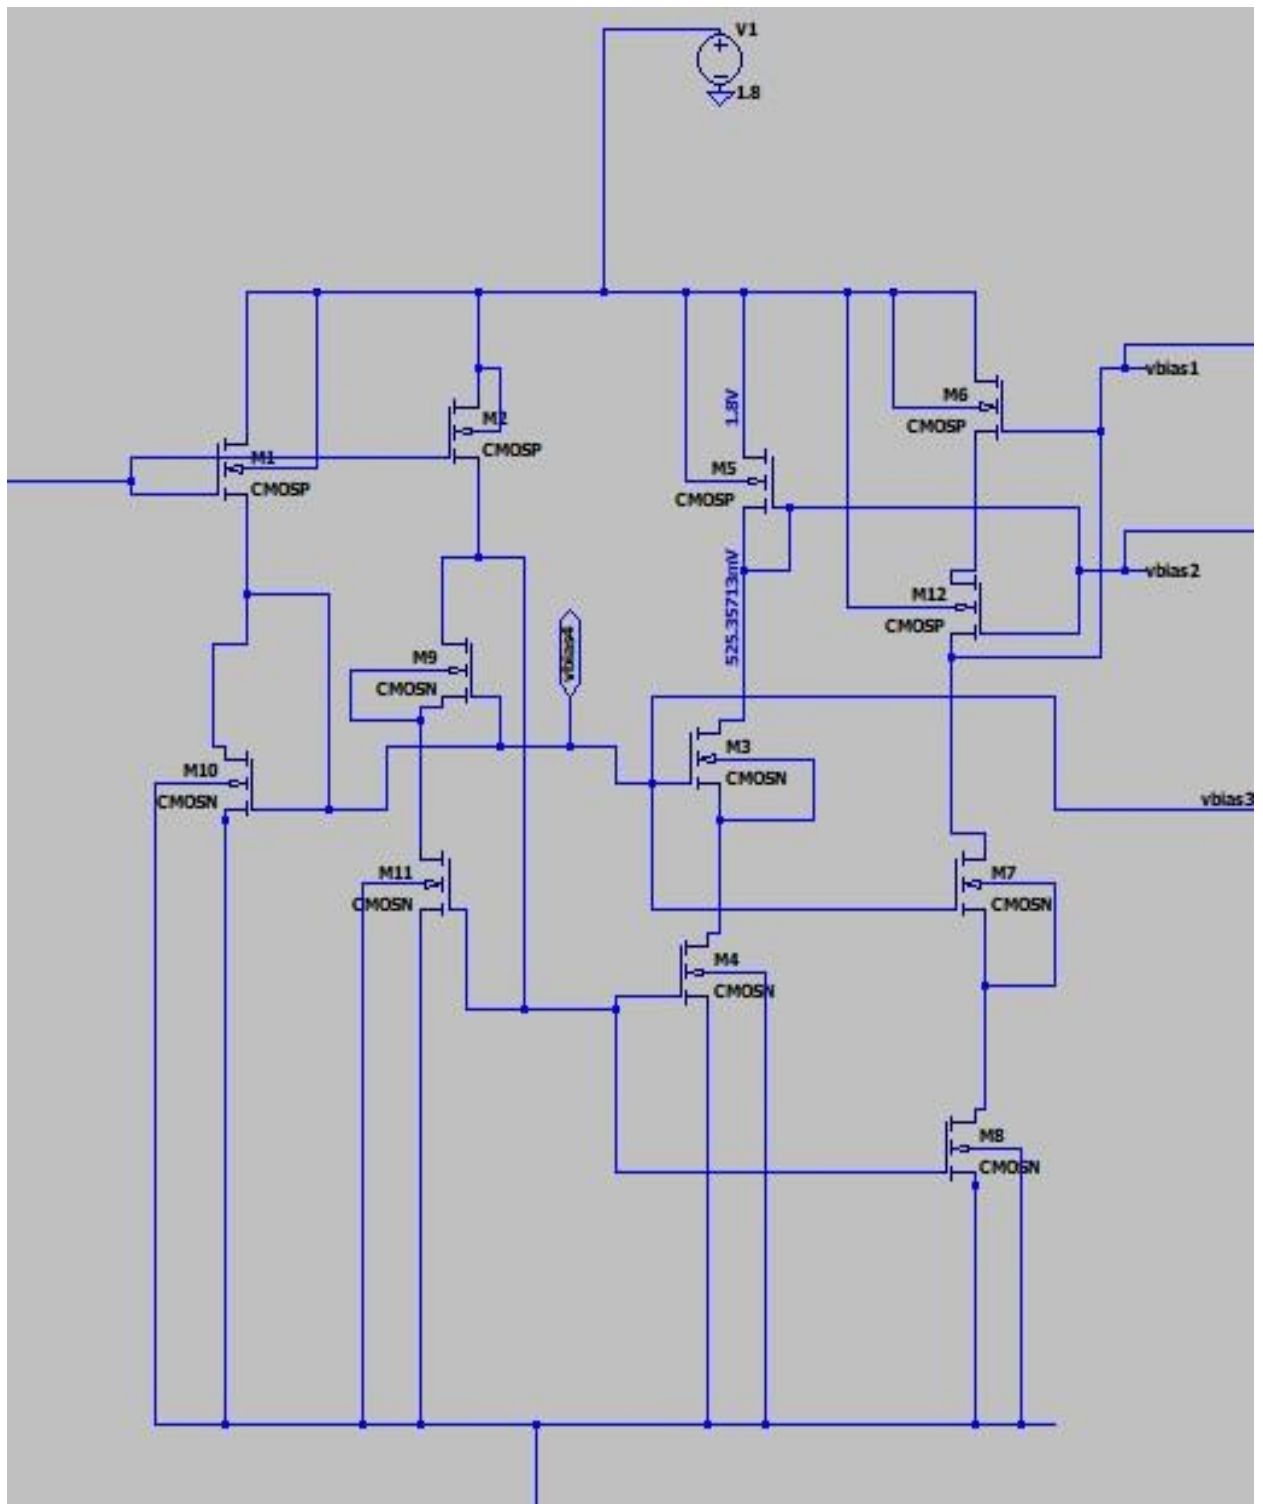 V1
1.8
vbias1
M6
CMOSP
M2
CMOSP
1.8V
M1
CMOSP
M5
CMOSP
525.35713mV
vbias2
M12
CMOSP
vbias4
M9
CMOSN
M3
CMOSN
M10
CMOSN
vbias3
M11
CMOSN
M7
CMOSN
M4
CMOSN
M8
CMOSN